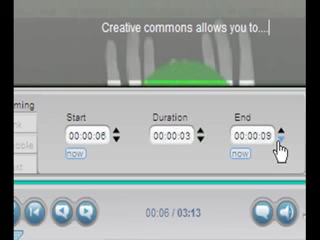 Creative commons allows you to....
ming
Start
Duration
End
00:00:06
00:00:03
00:00:09
now
now
00:06 / 03:13